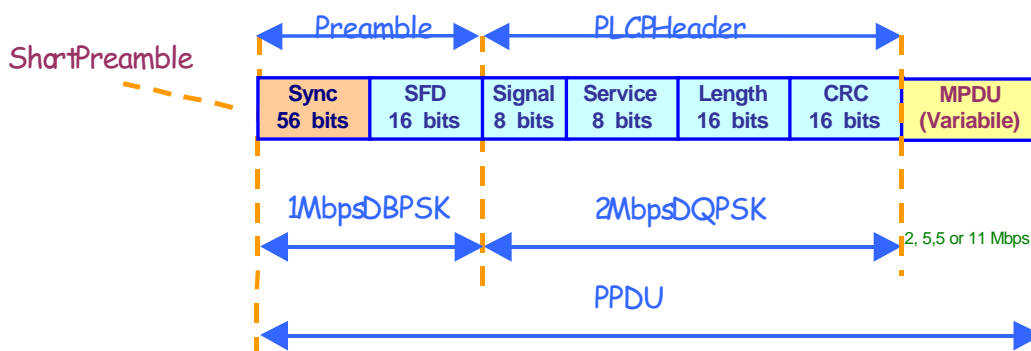 Preamble PLCPHeader
ShartPreamble
Sync SFD Signal Service Length CRC MPDU
56 bits 16 bits 8 bits 8 bits 16 bits 16 bits (Variabile)
1MbpsDBPSK 2MbpsDQPSK
2, 5,5 or 11 Mbps
PPDU